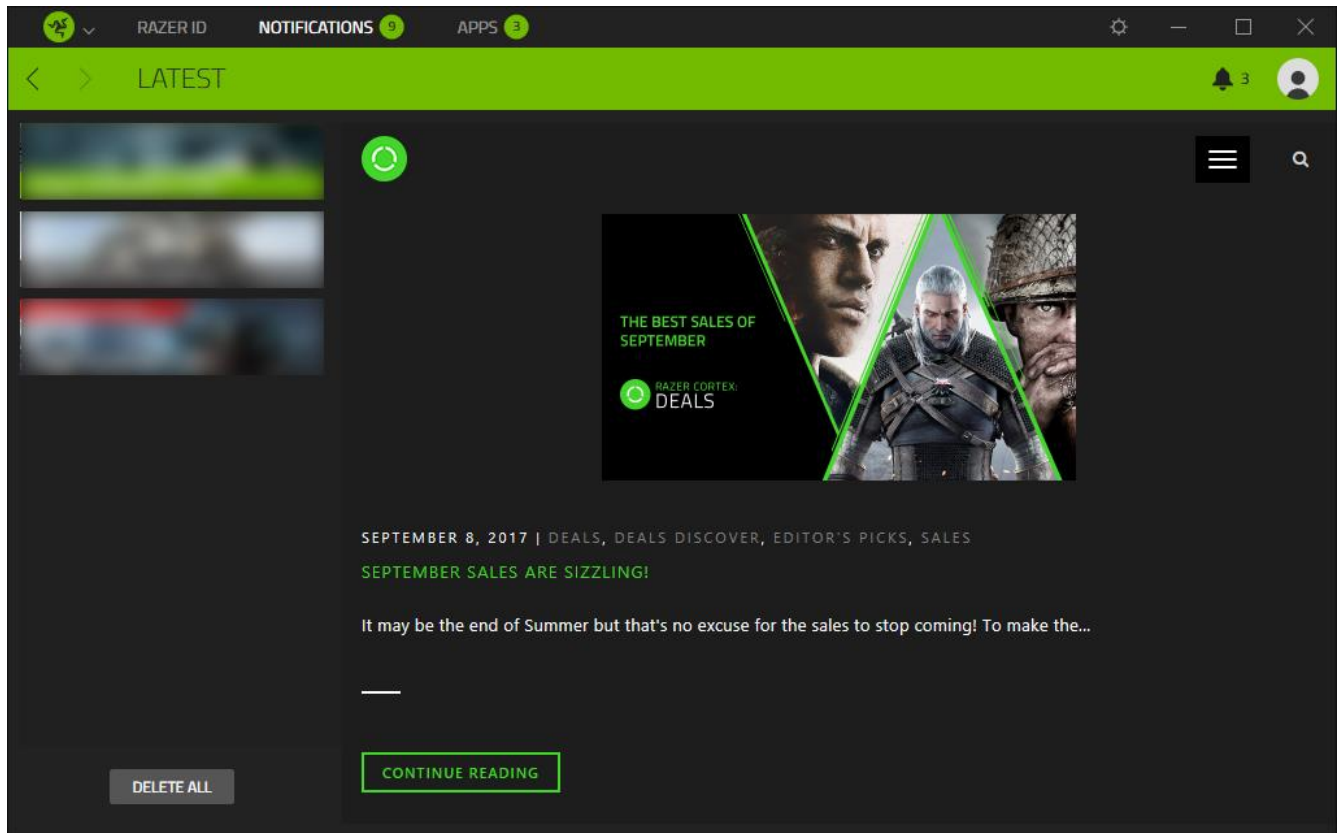 RAZER ID NOTIFICATIONS 9 APPS 3
LATEST 3
THE BEST SALES OF
SEPTEMBER
RAZER CORTEX:
DEALS
SEPTEMBER 8, 2017 | DEALS, DEALS DISCOVER, EDITOR'S PICKS, SALES
SEPTEMBER SALES ARE SIZZLING!
It may be the end of Summer but that's no excuse for the sales to stop coming! To make the...
CONTINUE READING
DELETE ALL